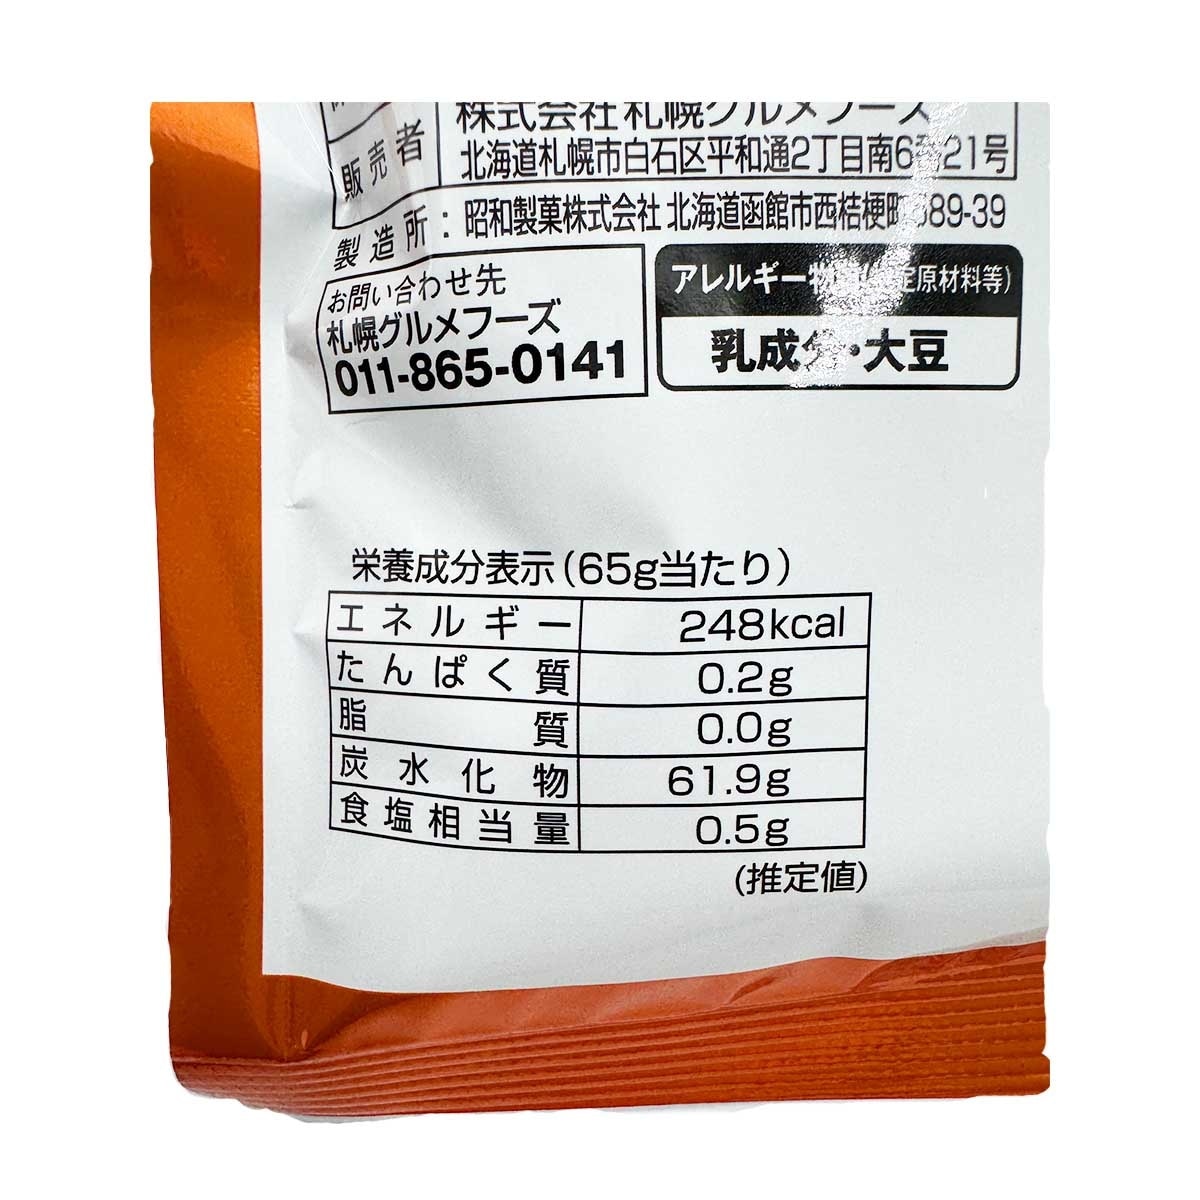 販売者
株式会社札幌グルメフーズ
北海道札幌市白石区平和通2丁目南6 21号
製造所：昭和製菓株式会社 北海道函館市西桔梗町 89-39
お問い合わせ先
札幌グルメフーズ
011-865-0141
アレルギー物 定原材料等)
乳成分・大豆
栄養成分表示(65g当たり)
エネルギー 248kcal
たんぱく質 0.2g
脂質 0.0g
炭水化物 61.9g
食塩相当量 0.5g
(推定値)